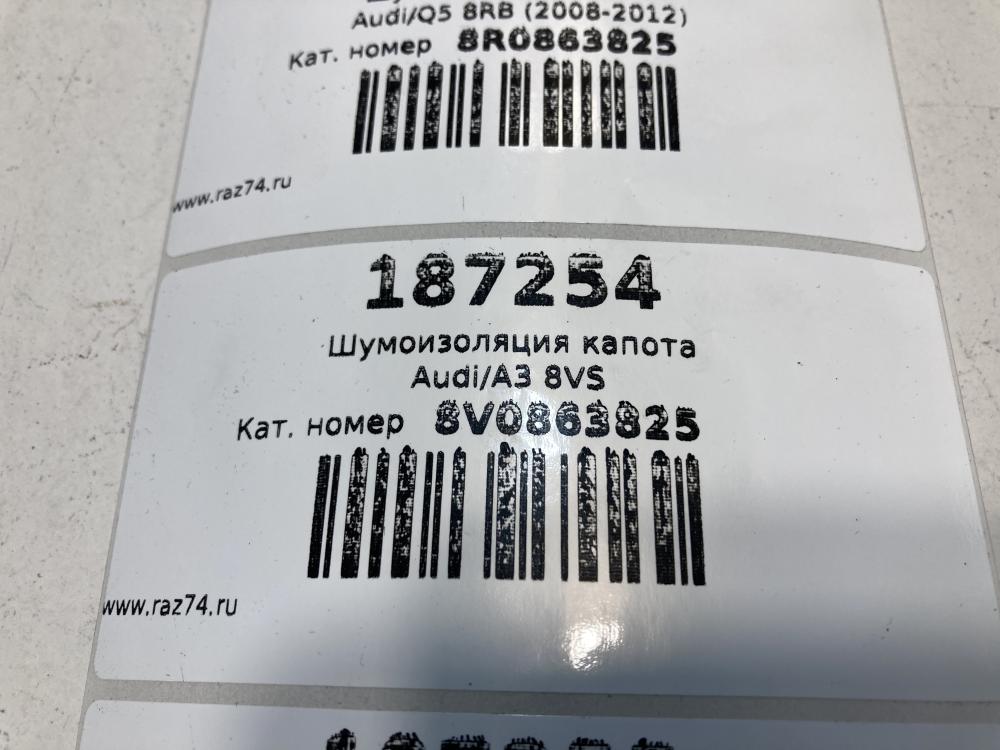 Audi/Q5 8RB (2008-2012)
Кат. номер 8R0863825
www.raz74.ru
187254
Шумоизоляция капота
Audi/A3 8VS
Кат. номер 8V0863825
www.raz74.ru